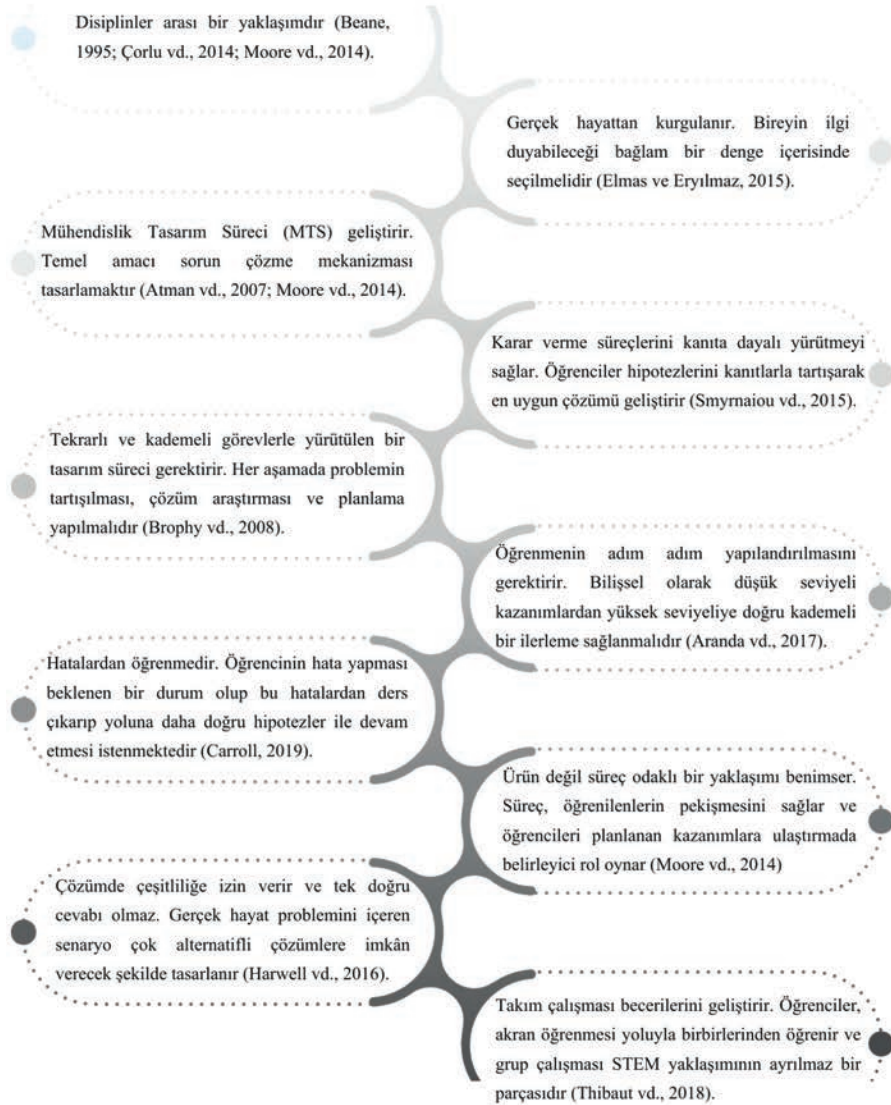 Disiplinler arası bir yaklaşımdır (Beane,
1995; Çorlu vd., 2014; Moore vd., 2014).
Gerçek hayattan kurgulanır. Bireyin ilgi
duyabileceği bağlam bir denge içerisinde
seçilmelidir (Elmas ve Eryılmaz, 2015).
Mühendislik Tasarım Süreci (MTS) geliştirir.
Temel amacı sorun çözme mekanizması
tasarlamaktır (Atman vd., 2007; Moore vd., 2014).
Karar verme süreçlerini kanıta dayalı yürütmeyi
sağlar. Öğrenciler hipotezlerini kanıtlarla tartışarak
en uygun çözümü geliştirir (Smyrnaiou vd., 2015).
Tekrarlı ve kademeli görevlerle yürütülen bir
tasarım süreci gerektirir. Her aşamada problemin
tartışılması, çözüm araştırması ve planlama
yapılmalıdır (Brophy vd., 2008).
Öğrenmenin adım adım yapılandırılmasını
gerektirir. Bilişsel olarak düşük seviyeli
kazanımlardan yüksek seviyeliye doğru kademeli
bir ilerleme sağlanmalıdır (Aranda vd., 2017).
Hatalardan öğrenmedir. Öğrencinin hata yapması
beklenen bir durum olup bu hatalardan ders
çıkarıp yoluna daha doğru hipotezler ile devam
etmesi istenmektedir (Carroll, 2019).
Ürün değil süreç odaklı bir yaklaşımı benimser.
Süreç, öğrenilenlerin pekişmesini sağlar ve
öğrencileri planlanan kazanımlara ulaştırmada
belirleyici rol oynar (Moore vd., 2014)
Çözümde çeşitliliğe izin verir ve tek doğru
cevabı olmaz. Gerçek hayat problemini içeren
senaryo çok alternatifli çözümlere imkân
verecek şekilde tasarlanır (Harwell vd., 2016).
Takım çalışması becerilerini geliştirir. Öğrenciler,
akran öğrenmesi yoluyla birbirlerinden öğrenir ve
grup çalışması STEM yaklaşımının ayrılmaz bir
parçasıdır (Thibaut vd., 2018).